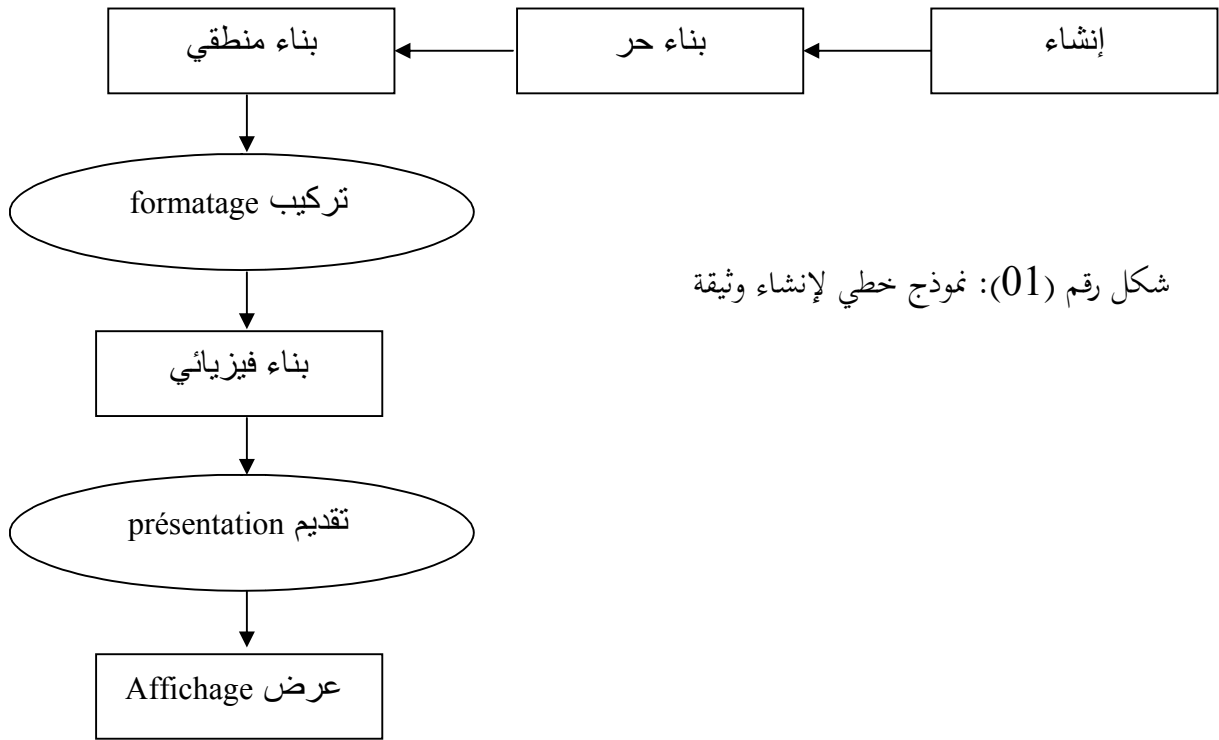 إنشاء
بناء حر
بناء منطقي
تركيب formatage
شكل رقم (01): نموذج خطي لإنشاء وثيقة
بناء فيزيائي
تقديم présentation
عرض Affichage